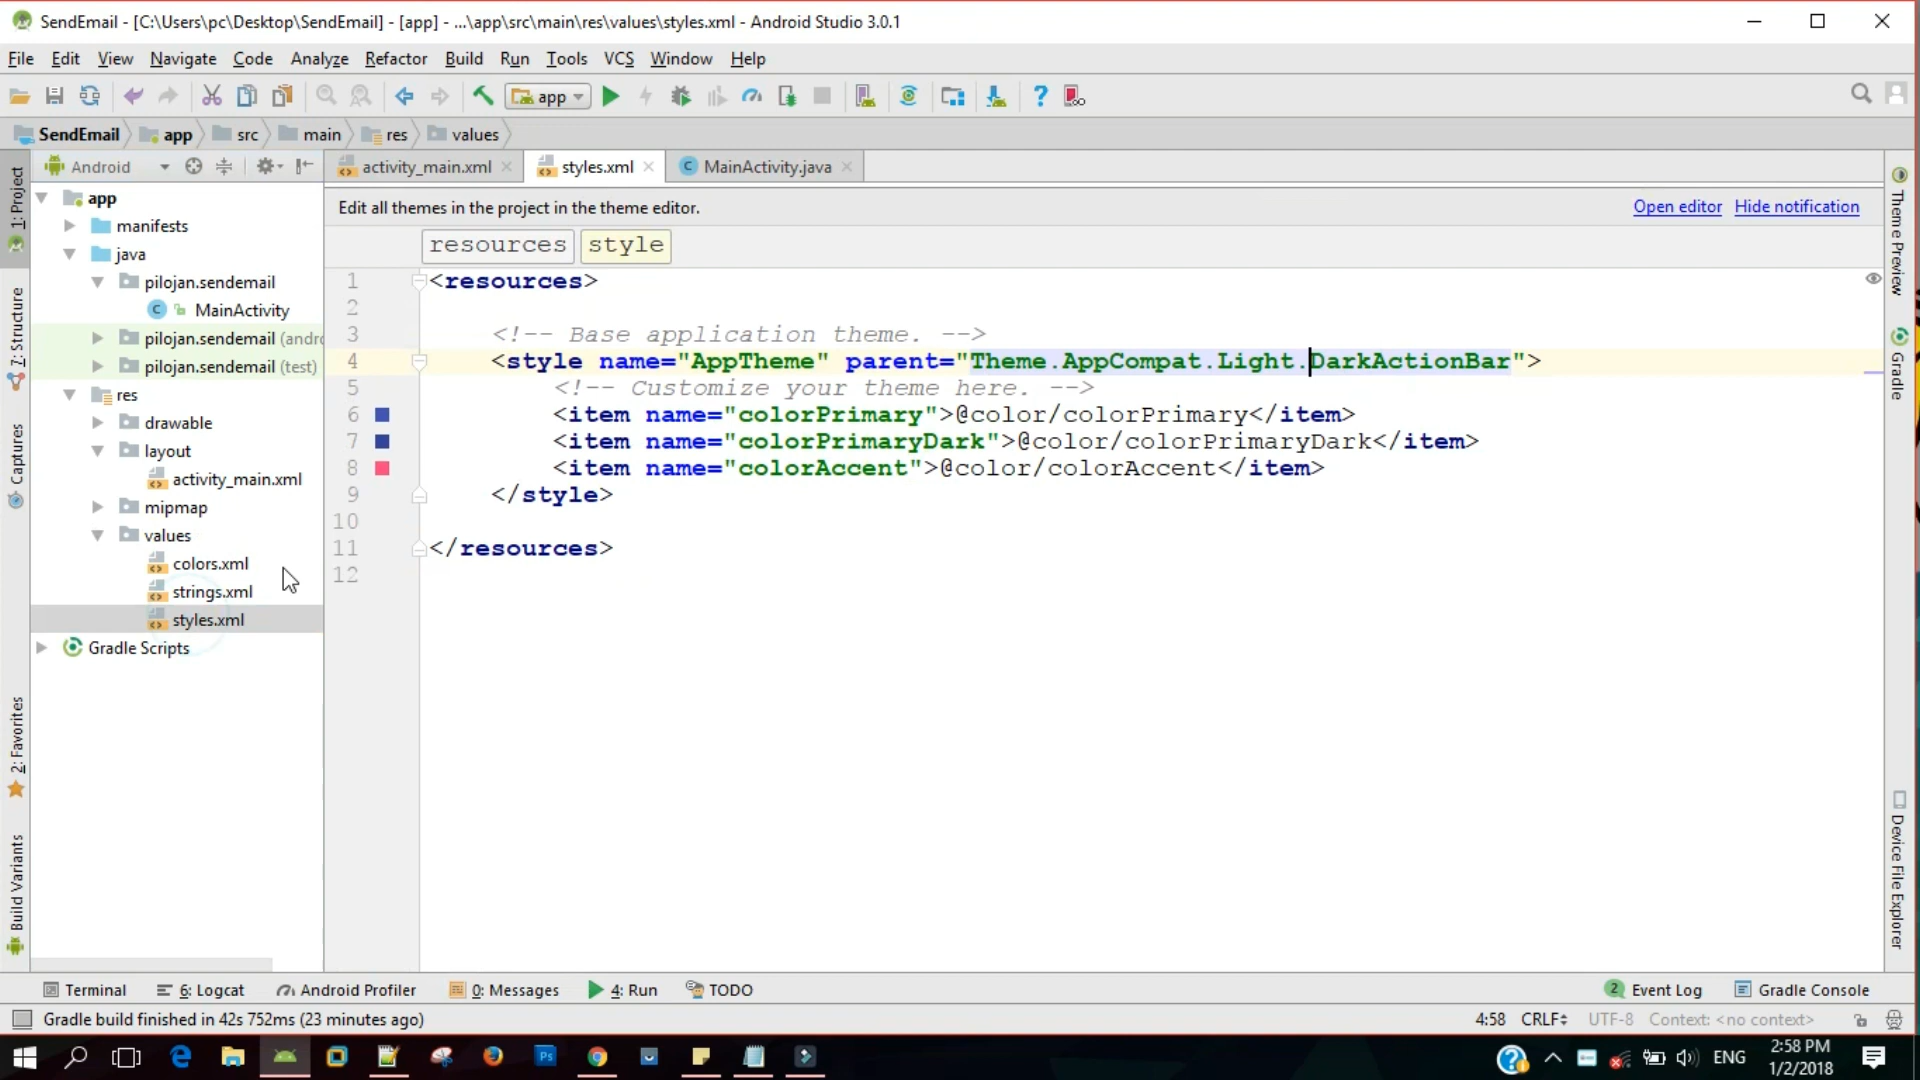 SendEmail - [C:\Users\pc\Desktop\SendEmail] - [app] - ...\app\src\main\res\values\styles.xml - Android Studio 3.0.1
File Edit View Navigate Code Analyze Refactor Build Run Tools VCS Window Help
app
SendEmail app src main res values
Android activity_main.xml styles.xml MainActivity.java
Edit all themes in the project in the theme editor. Open editor Hide notification
resources style
1: Project
7: Structure
Captures
2: Favorites
Build Variants
app
manifests
java
pilojan.sendemail
MainActivity
pilojan.sendemail (andro
pilojan.sendemail (test)
res
drawable
layout
activity_main.xml
mipmap
values
colors.xml
strings.xml
styles.xml
Gradle Scripts
1 <resources>
2
3 <!-- Base application theme. -->
4 <style name="AppTheme" parent="Theme.AppCompat.Light.DarkActionBar">
5 <!-- Customize your theme here. -->
6 <item name="colorPrimary">@color/colorPrimary</item>
7 <item name="colorPrimaryDark">@color/colorPrimaryDark</item>
8 <item name="colorAccent">@color/colorAccent</item>
9 </style>
10
11 </resources>
12
Theme Preview
Gradle
Device File Explorer
Terminal 6: Logcat Android Profiler 0: Messages 4: Run TODO 2 Event Log Gradle Console
Gradle build finished in 42s 752ms (23 minutes ago) 4:58 CRLF UTF-8 Context: <no context>
ENG 2:58 PM
1/2/2018